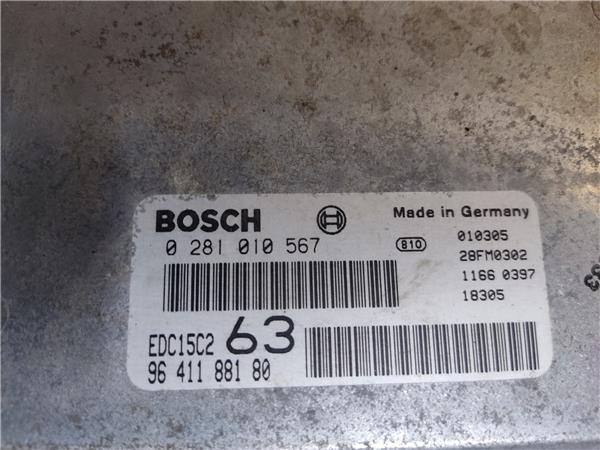 BOSCH
Made in Germany
0 281 010 567
810
010305
28FM0302
1166 0397
18305
EDC15C2
63
96 411 881 80